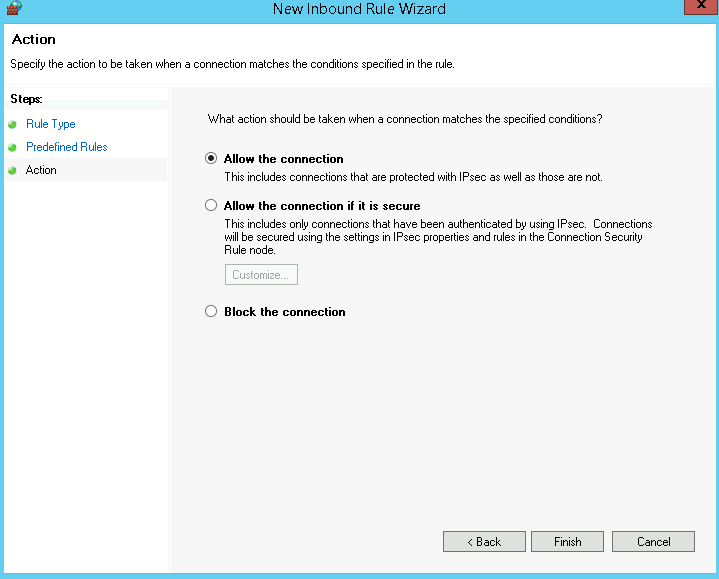 New Inbound Rule Wizard
x
Action
Specify the action to be taken when a connection matches the conditions specified in the rule.
Steps:
Rule Type
Predefined Rules
Action
What action should be taken when a connection matches the specified conditions?
Allow the connection
This includes connections that are protected with IPsec as well as those are not.
Allow the connection if it is secure
This includes only connections that have been authenticated by using IPsec. Connections
will be secured using the settings in IPsec properties and rules in the Connection Security
Rule node.
Customize...
Block the connection
< Back
Finish
Cancel